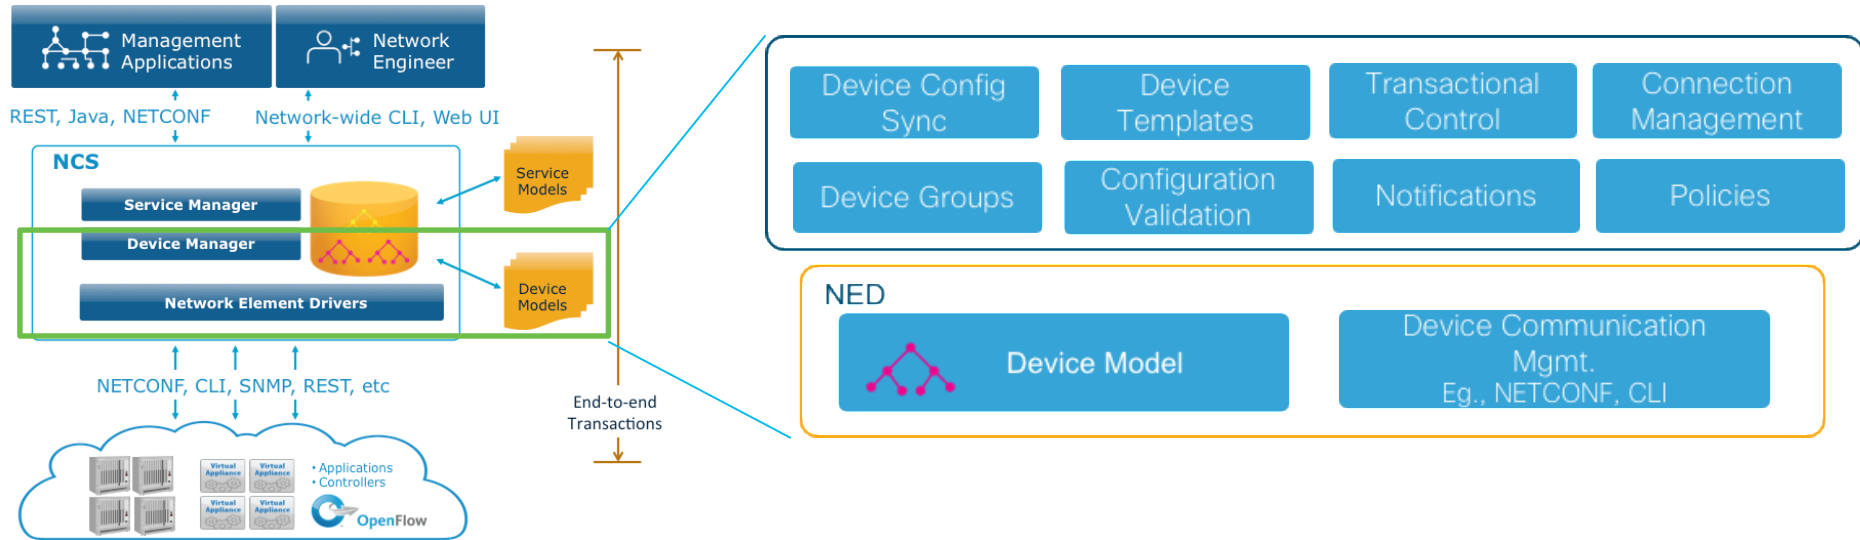 Management
Applications
Network
Engineer
REST, Java, NETCONF
Network-wide CLI, Web UI
NCS
Service Manager
Device Manager
Network Element Drivers
Service
Models
Device
Models
NETCONF, CLI, SNMP, REST, etc
End-to-end
Transactions
Virtual
Appliance
Virtual
Appliance
Virtual
Appliance
Virtual
Appliance
• Applications
• Controllers
OpenFlow
Device Config
Sync
Device
Templates
Transactional
Control
Connection
Management
Device Groups
Configuration
Validation
Notifications
Policies
NED
Device Model
Device Communication
Mgmt.
Eg., NETCONF, CLI